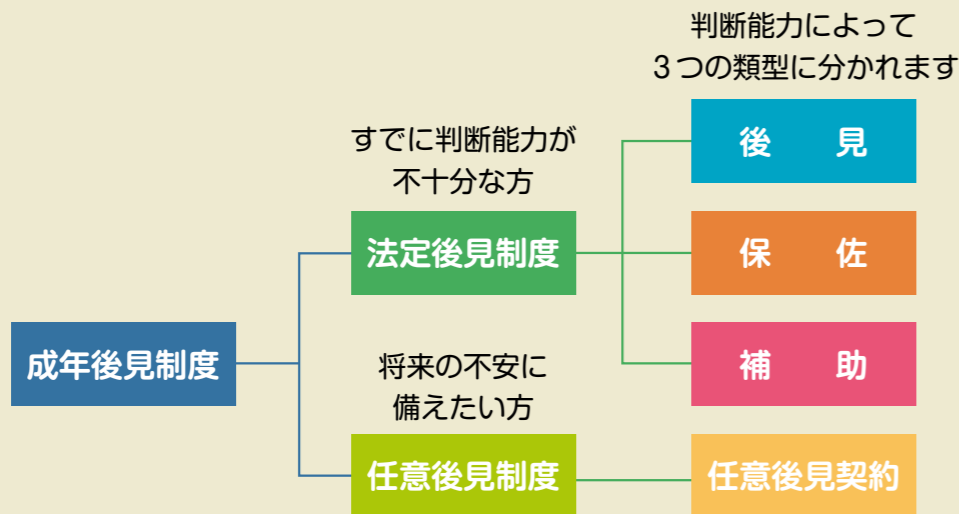 判断能力によって
3つの類型に分かれます
後　見
すでに判断能力が
不十分な方
法定後見制度
保　佐
成年後見制度
補　助
将来の不安に
備えたい方
任意後見制度
任意後見契約